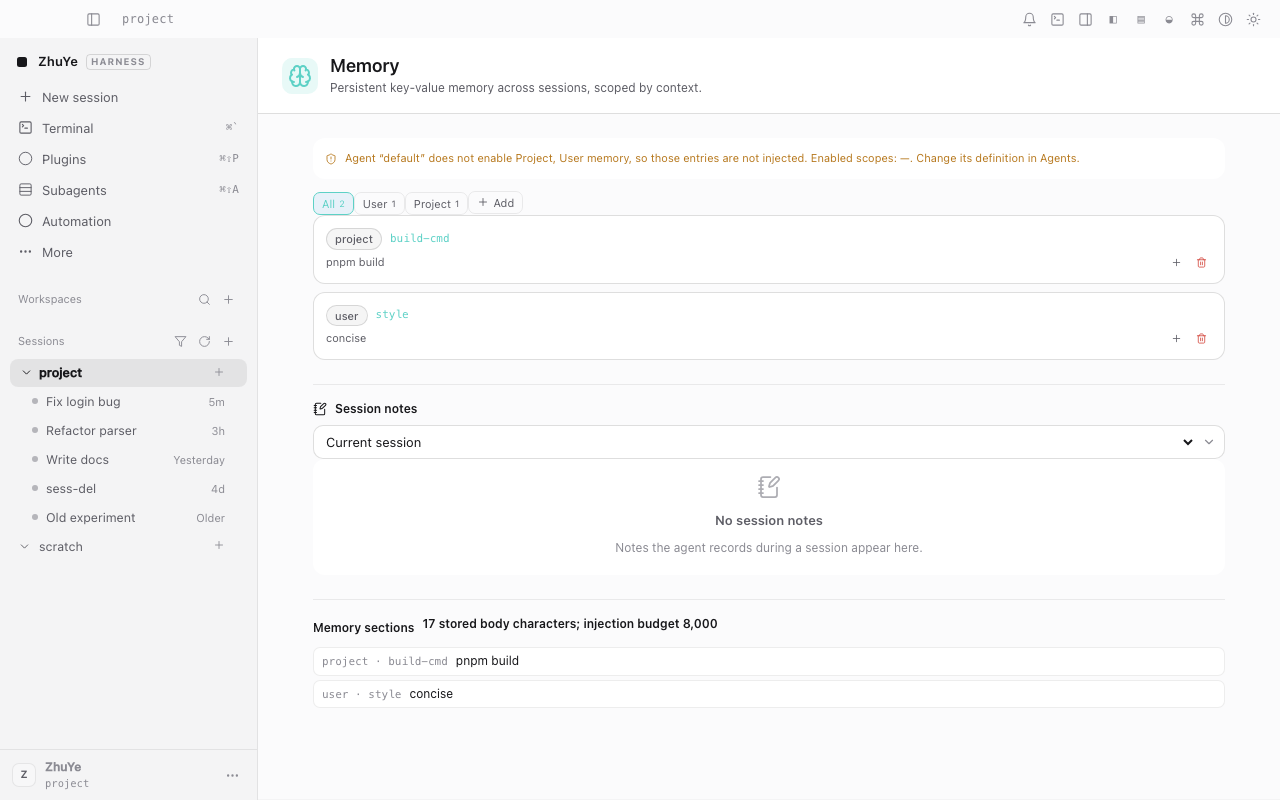 project
ZhuYe HARNESS
New session
Terminal ⌘`
Plugins ⌘⇧P
Subagents ⌘⇧A
Automation
More
Workspaces
Sessions
project
Fix login bug 5m
Refactor parser 3h
Write docs Yesterday
sess-del 4d
Old experiment Older
scratch
Z
ZhuYe
project
Memory
Persistent key-value memory across sessions, scoped by context.
Agent “default” does not enable Project, User memory, so those entries are not injected. Enabled scopes: —. Change its definition in Agents.
All 2 User 1 Project 1 Add
project build-cmd
pnpm build
user style
concise
Session notes
Current session
No session notes
Notes the agent records during a session appear here.
Memory sections 17 stored body characters; injection budget 8,000
project · build-cmd pnpm build
user · style concise